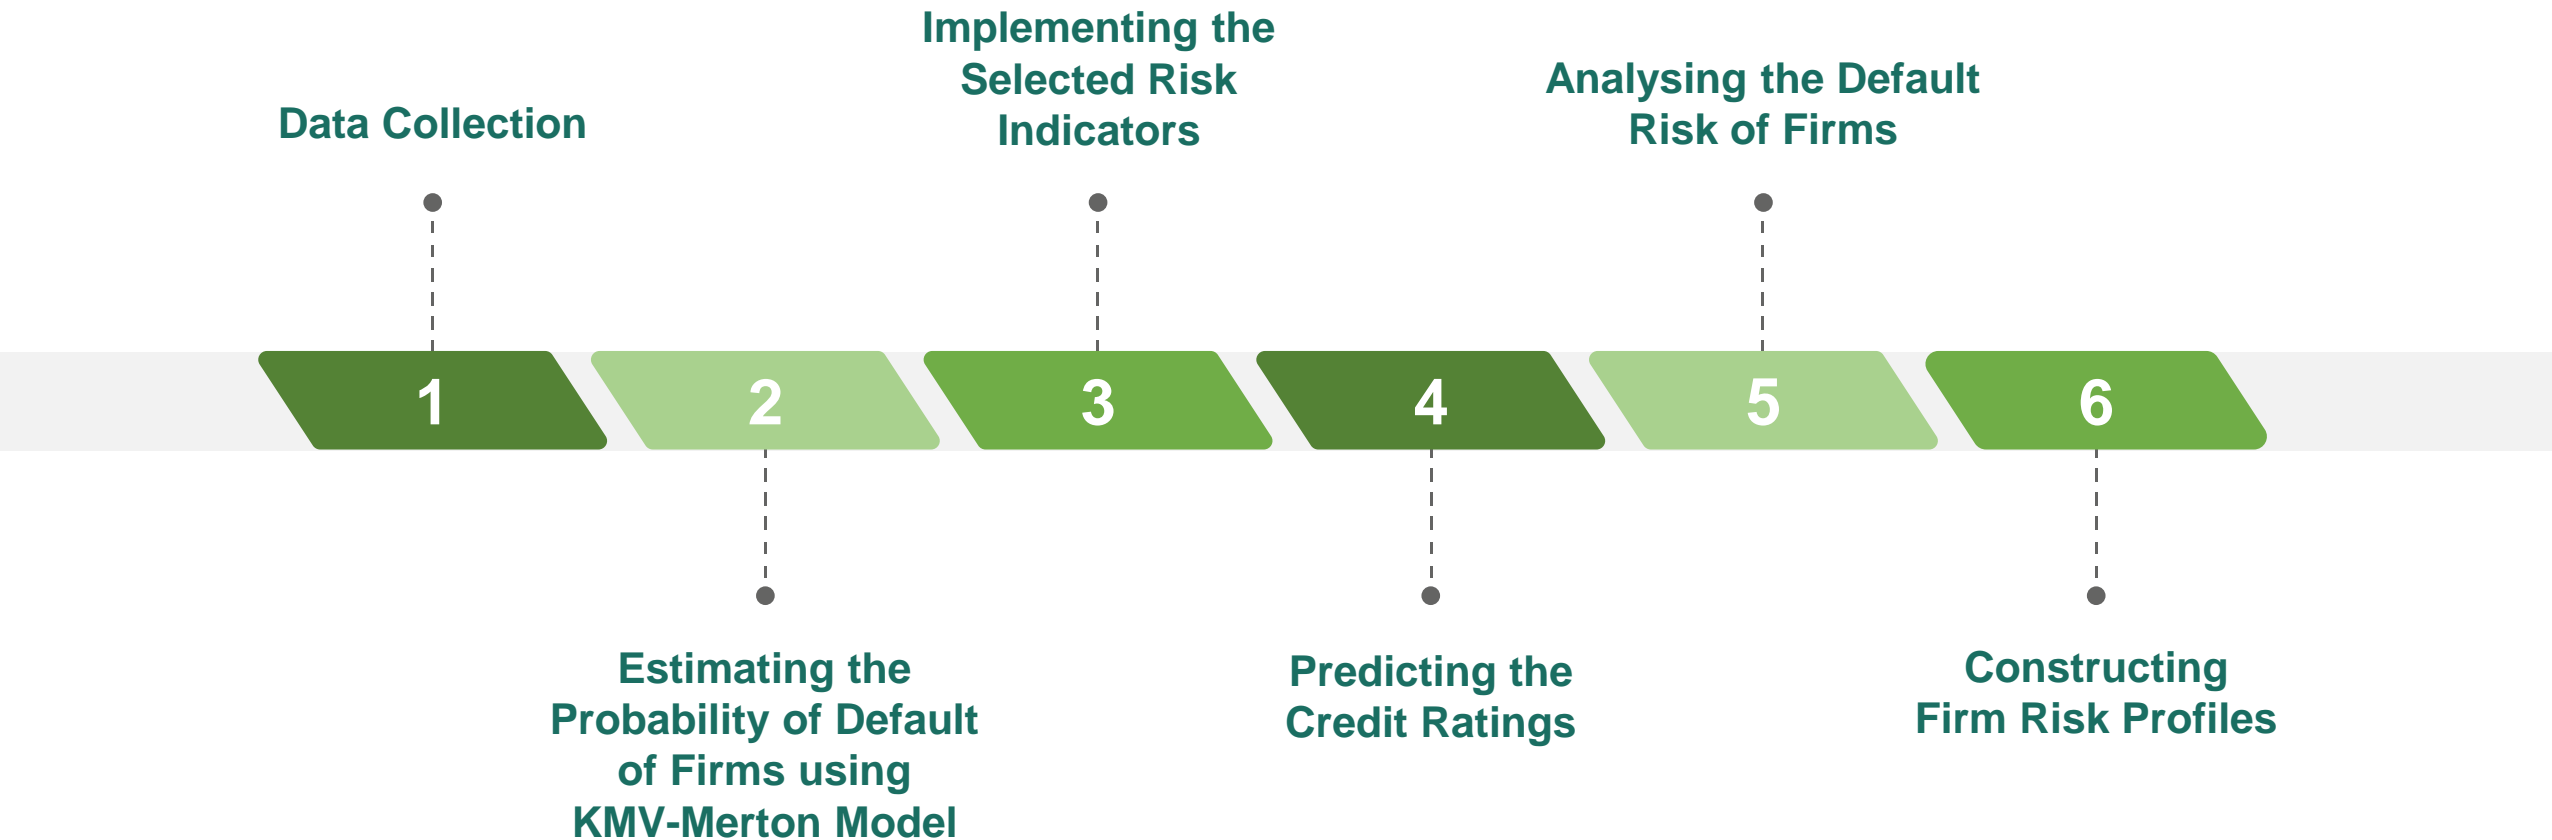 Implementing the
Selected Risk
Indicators
Analysing the Default
Risk of Firms
Data Collection
1
2
3
4
5
6
Estimating the
Probability of Default
of Firms using
KMV-Merton Model
Predicting the
Credit Ratings
Constructing
Firm Risk Profiles